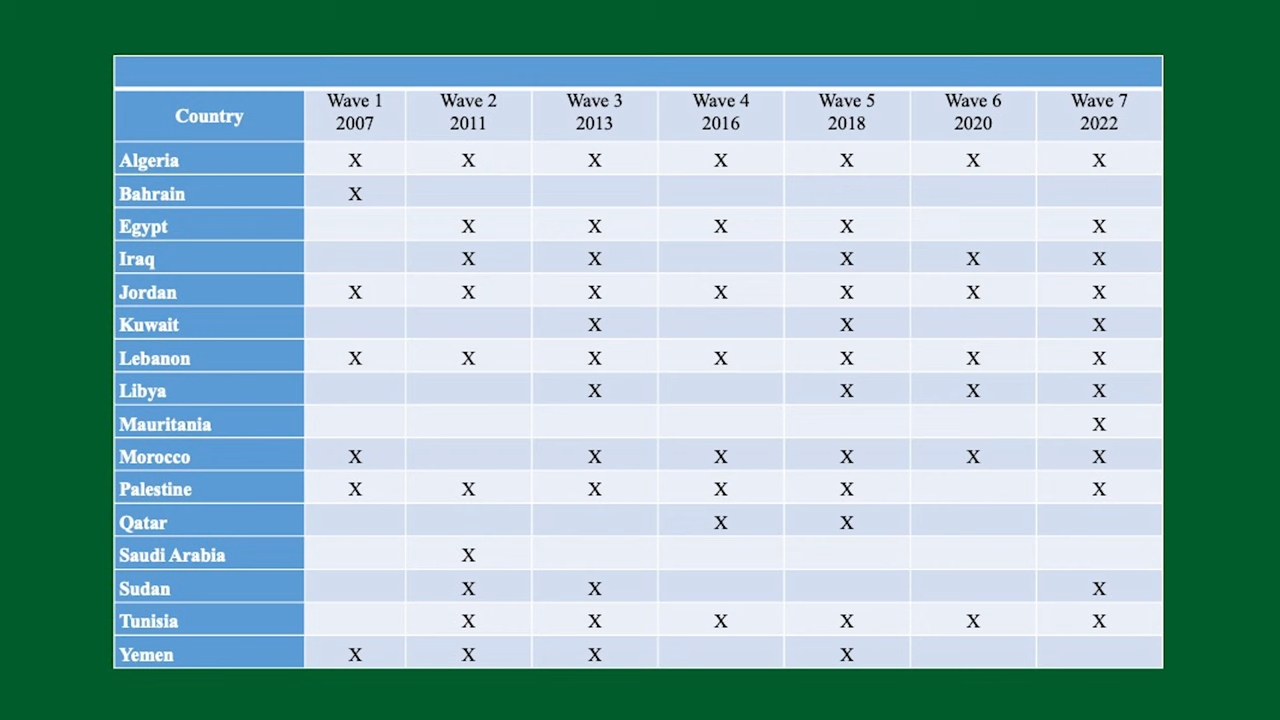 Country Wave 1 Wave 2 Wave 3 Wave 4 Wave 5 Wave 6 Wave 7
2007 2011 2013 2016 2018 2020 2022
Algeria X X X X X X X
Bahrain X
Egypt X X X X X
Iraq X X X X X
Jordan X X X X X X X
Kuwait X X X
Lebanon X X X X X X X
Libya X X X X
Mauritania X
Morocco X X X X X X
Palestine X X X X X X
Qatar X X
Saudi Arabia X
Sudan X X X
Tunisia X X X X X X
Yemen X X X X